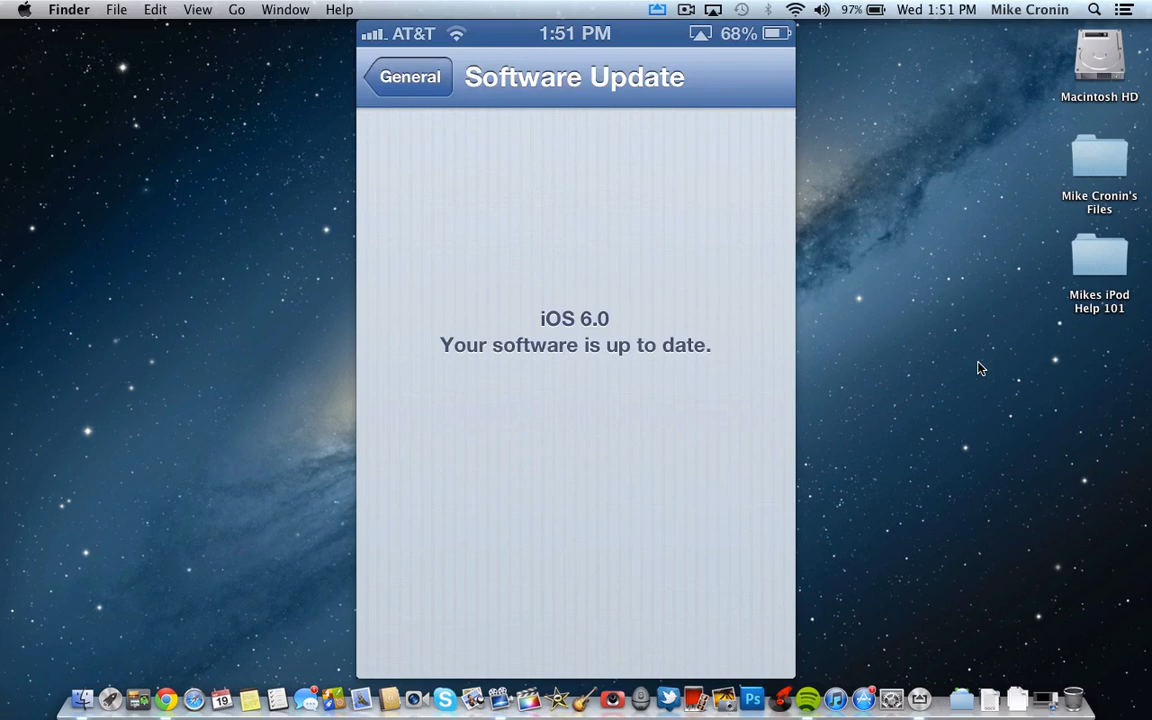 Finder File Edit View Go Window Help 97% Wed 1:51 PM Mike Cronin
AT&T 1:51 PM 68%
General Software Update
iOS 6.0
Your software is up to date.
Macintosh HD
Mike Cronin's
Files
Mikes iPod
Help 101
19
Ps